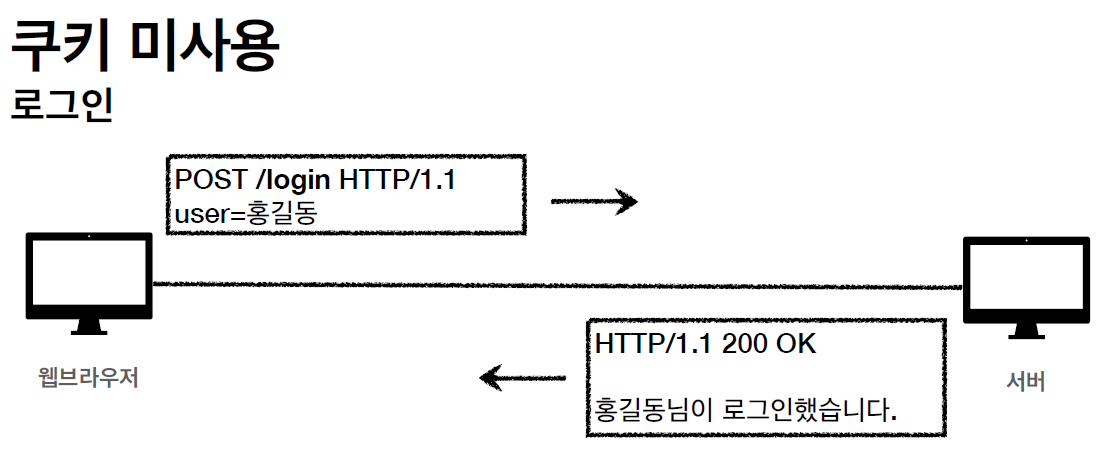 쿠키 미사용
로그인
POST /login HTTP/1.1
user=홍길동
웹브라우저
HTTP/1.1 200 OK
홍길동님이 로그인했습니다.
서버